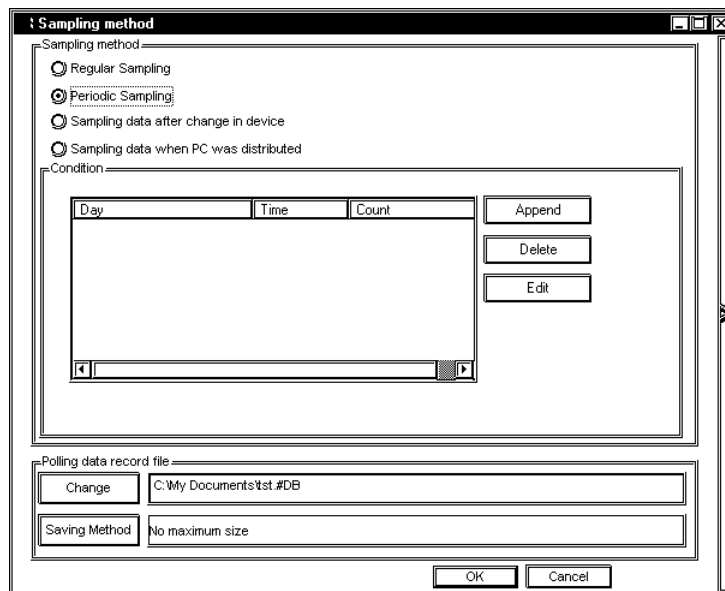 Sampling method
Sampling method
Regular Sampling
Periodic Sampling
Sampling data after change in device
Sampling data when PC was distributed
Condition
Day Time Count
Append
Delete
Edit
Polling data record file
Change C:\My Documents\tst.#DB
Saving Method No maximum size
OK Cancel